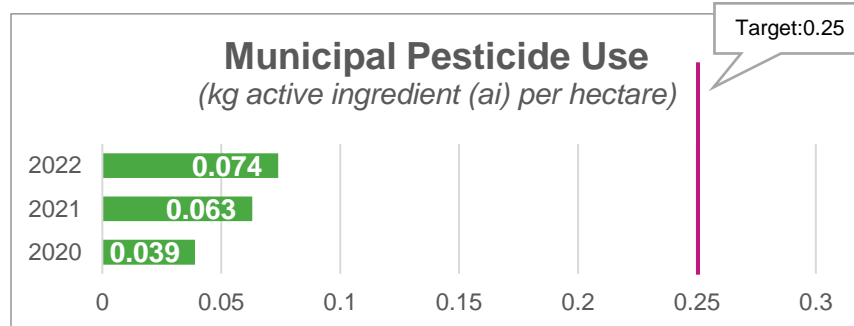 Target:0.25
Municipal Pesticide Use
(kg active ingredient (ai) per hectare)
2022 0.074
2021 0.063
2020 0.039
0 0.05 0.1 0.15 0.2 0.25 0.3